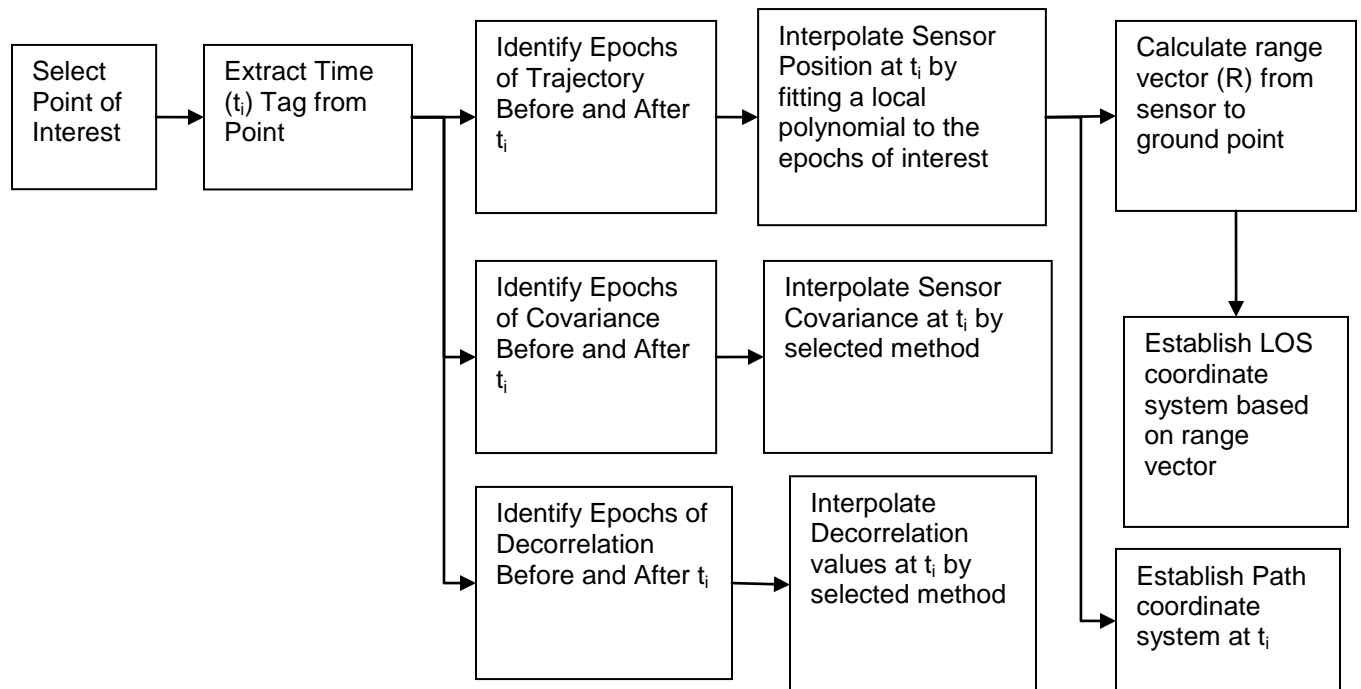 Select
Point of
Interest
Extract Time
(ti) Tag from
Point
Identify Epochs
of Trajectory
Before and After
ti
Interpolate Sensor
Position at ti by
fitting a local
polynomial to the
epochs of interest
Calculate range
vector (R) from
sensor to
ground point
Identify Epochs
of Covariance
Before and After
ti
Interpolate Sensor
Covariance at ti by
selected method
Establish LOS
coordinate
system based
on range
vector
Identify Epochs of
Decorrelation
Before and After ti
Interpolate
Decorrelation
values at ti by
selected method
Establish Path
coordinate
system at ti